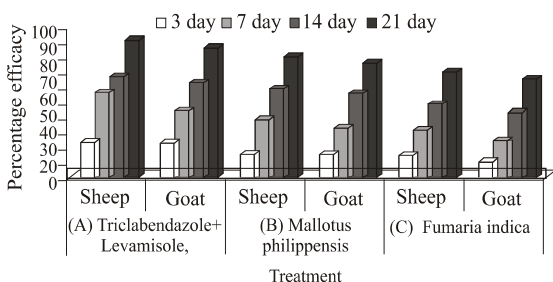 3 day 7 day 14 day 21 day
Percentage efficacy
100
90
80
70
60
50
40
30
20
0
Sheep Goat Sheep Goat Sheep Goat
(A) Triclabendazole+ (B) Mallotus (C) Fumaria indica
Levamisole, philippensis
Treatment